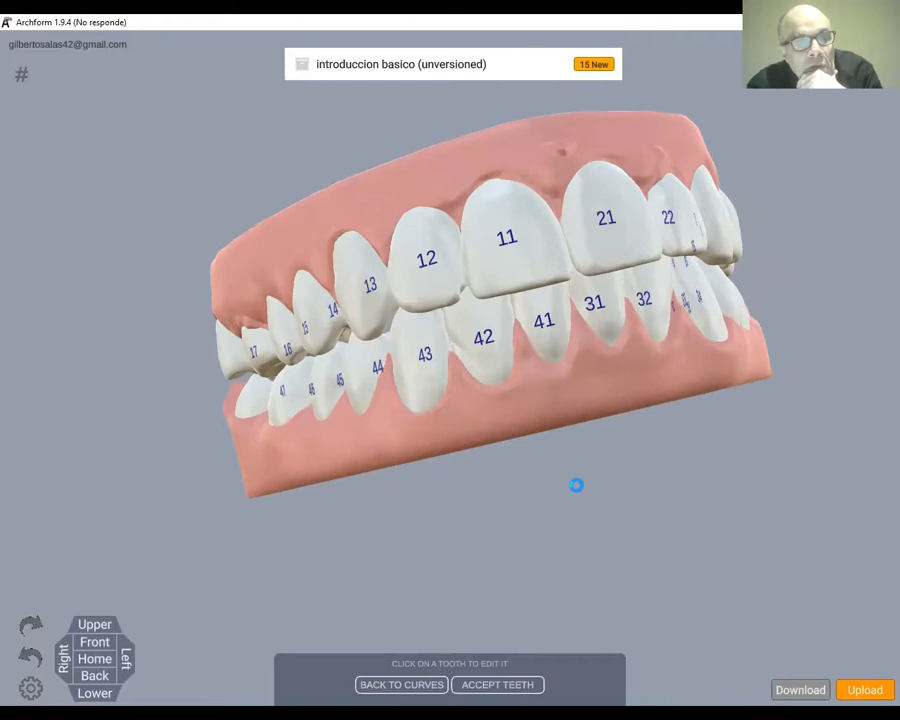 Archform 1.9.4 (No responde)
gilbertosalas42@gmail.com
#
introduccion basico (unversioned)
15 New
11
21
22
12
13
14
15
16
17
31
32
41
42
43
44
45
46
47
34
Upper
Front
Right
Home
Left
Back
Lower
CLICK ON A TOOTH TO EDIT IT
BACK TO CURVES
ACCEPT TEETH
Download
Upload